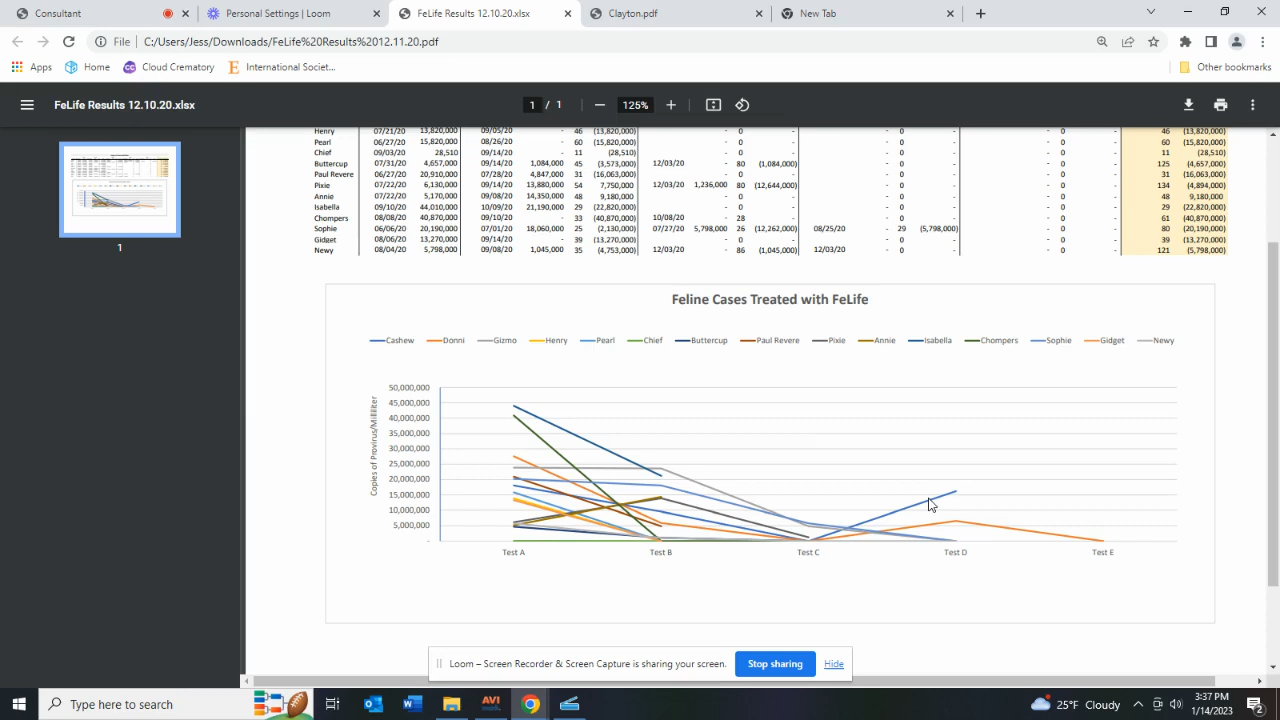 Consultant
Personal Settings | Loom
FeLife Results 12.10.20.xlsx
Clayton.pdf
New Tab
File C:/Users/Jess/Downloads/FeLife%20Results%2012.11.20.pdf
Apps Home Cloud Crematory International Societ... Other bookmarks
FeLife Results 12.10.20.xlsx 1 / 1 125%
1
Henry 07/21/20 13,820,000 09/05/20 - 46 (13,820,000) - 0 - - 0 - - 0 - 46 (13,820,000)
Pearl 06/27/20 15,820,000 08/26/20 - 60 (15,820,000) - 0 - - 0 - - 0 - 60 (15,820,000)
Chief 09/03/20 28,510 09/14/20 - 11 (28,510) - 0 - - 0 - - 0 - 11 (28,510)
Buttercup 07/31/20 4,657,000 09/14/20 1,084,000 45 (3,573,000) 12/03/20 - 80 (1,084,000) - 0 - - 0 - 125 (4,657,000)
Paul Revere 06/27/20 20,910,000 07/28/20 4,847,000 31 (16,063,000) - 0 - - 0 - - 0 - 31 (16,063,000)
Pixie 07/22/20 6,130,000 09/14/20 13,880,000 54 7,750,000 12/03/20 1,236,000 80 (12,644,000) - 0 - - 0 - 134 (4,894,000)
Annie 07/22/20 5,170,000 09/08/20 14,350,000 48 9,180,000 - 0 - - 0 - - 0 - 48 9,180,000
Isabella 09/10/20 44,010,000 10/09/20 21,190,000 29 (22,820,000) - 0 - - 0 - - 0 - 29 (22,820,000)
Chompers 08/08/20 40,870,000 09/10/20 - 33 (40,870,000) 10/08/20 - 28 - - 0 - - 0 - 61 (40,870,000)
Sophie 06/06/20 20,190,000 07/01/20 18,060,000 25 (2,130,000) 07/27/20 5,798,000 26 (12,262,000) 08/25/20 - 29 (5,798,000) - 0 - 80 (20,190,000)
Gidget 08/06/20 13,270,000 09/14/20 - 39 (13,270,000) - 0 - - 0 - - 0 - 39 (13,270,000)
Newy 08/04/20 5,798,000 09/08/20 1,045,000 35 (4,753,000) 12/03/20 - 86 (1,045,000) 12/03/20 - 0 - - 0 - 121 (5,798,000)
Feline Cases Treated with FeLife
Cashew Donni Gizmo Henry Pearl Chief Buttercup Paul Revere Pixie Annie Isabella Chompers Sophie Gidget Newy
Copies of Provirus/Milliliter
50,000,000
45,000,000
40,000,000
35,000,000
30,000,000
25,000,000
20,000,000
15,000,000
10,000,000
5,000,000
-
Test A Test B Test C Test D Test E
Loom – Screen Recorder & Screen Capture is sharing your screen. Stop sharing Hide
Type here to search
AVI
25°F Cloudy
3:37 PM
1/14/2023
2